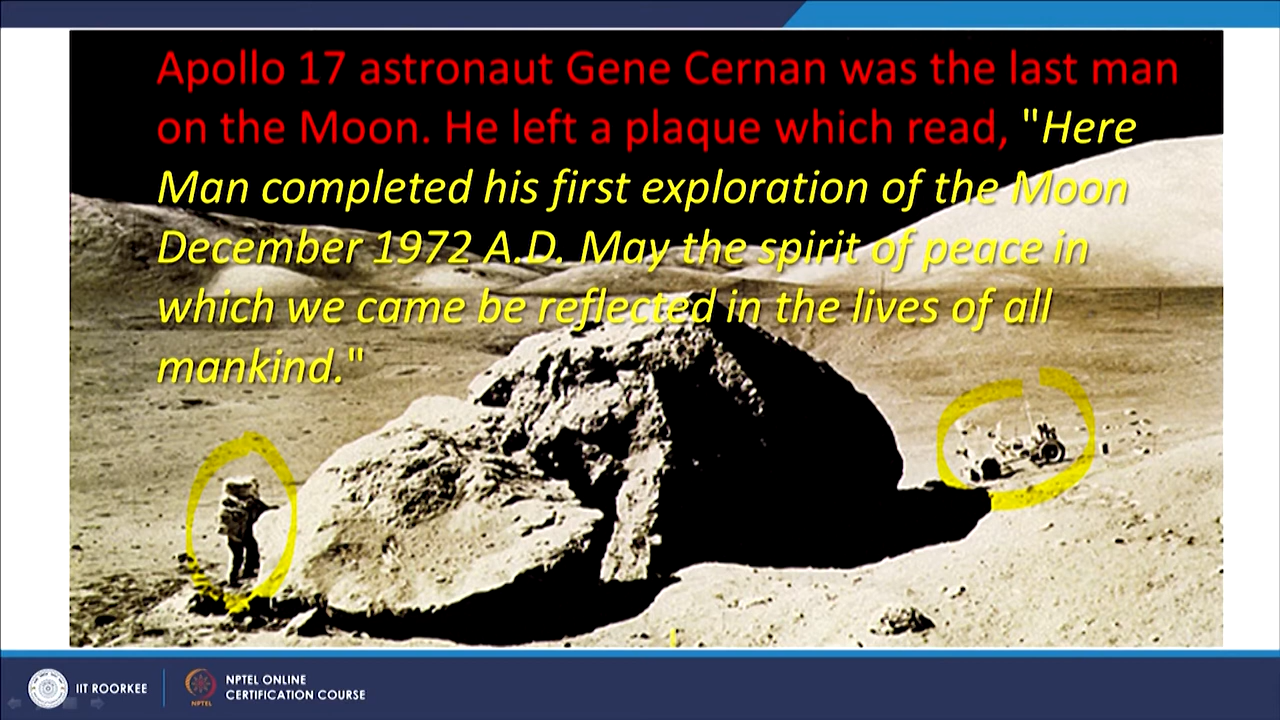 Apollo 17 astronaut Gene Cernan was the last man
on the Moon. He left a plaque which read, "Here
Man completed his first exploration of the Moon
December 1972 A.D. May the spirit of peace in
which we came be reflected in the lives of all
mankind."
IIT ROORKEE
NPTEL
NPTEL ONLINE
CERTIFICATION COURSE